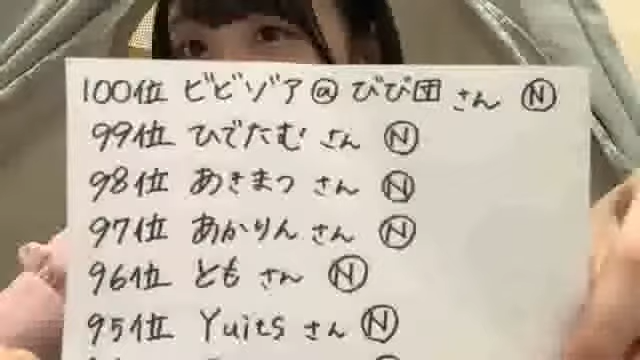 100位 ビビゾア@びび団 さん Ⓝ
99位 ひでたむ さん Ⓝ
98位 あきまつ さん Ⓝ
97位 あかりん さん Ⓝ
96位 とも さん Ⓝ
95位 Yuits さん Ⓝ